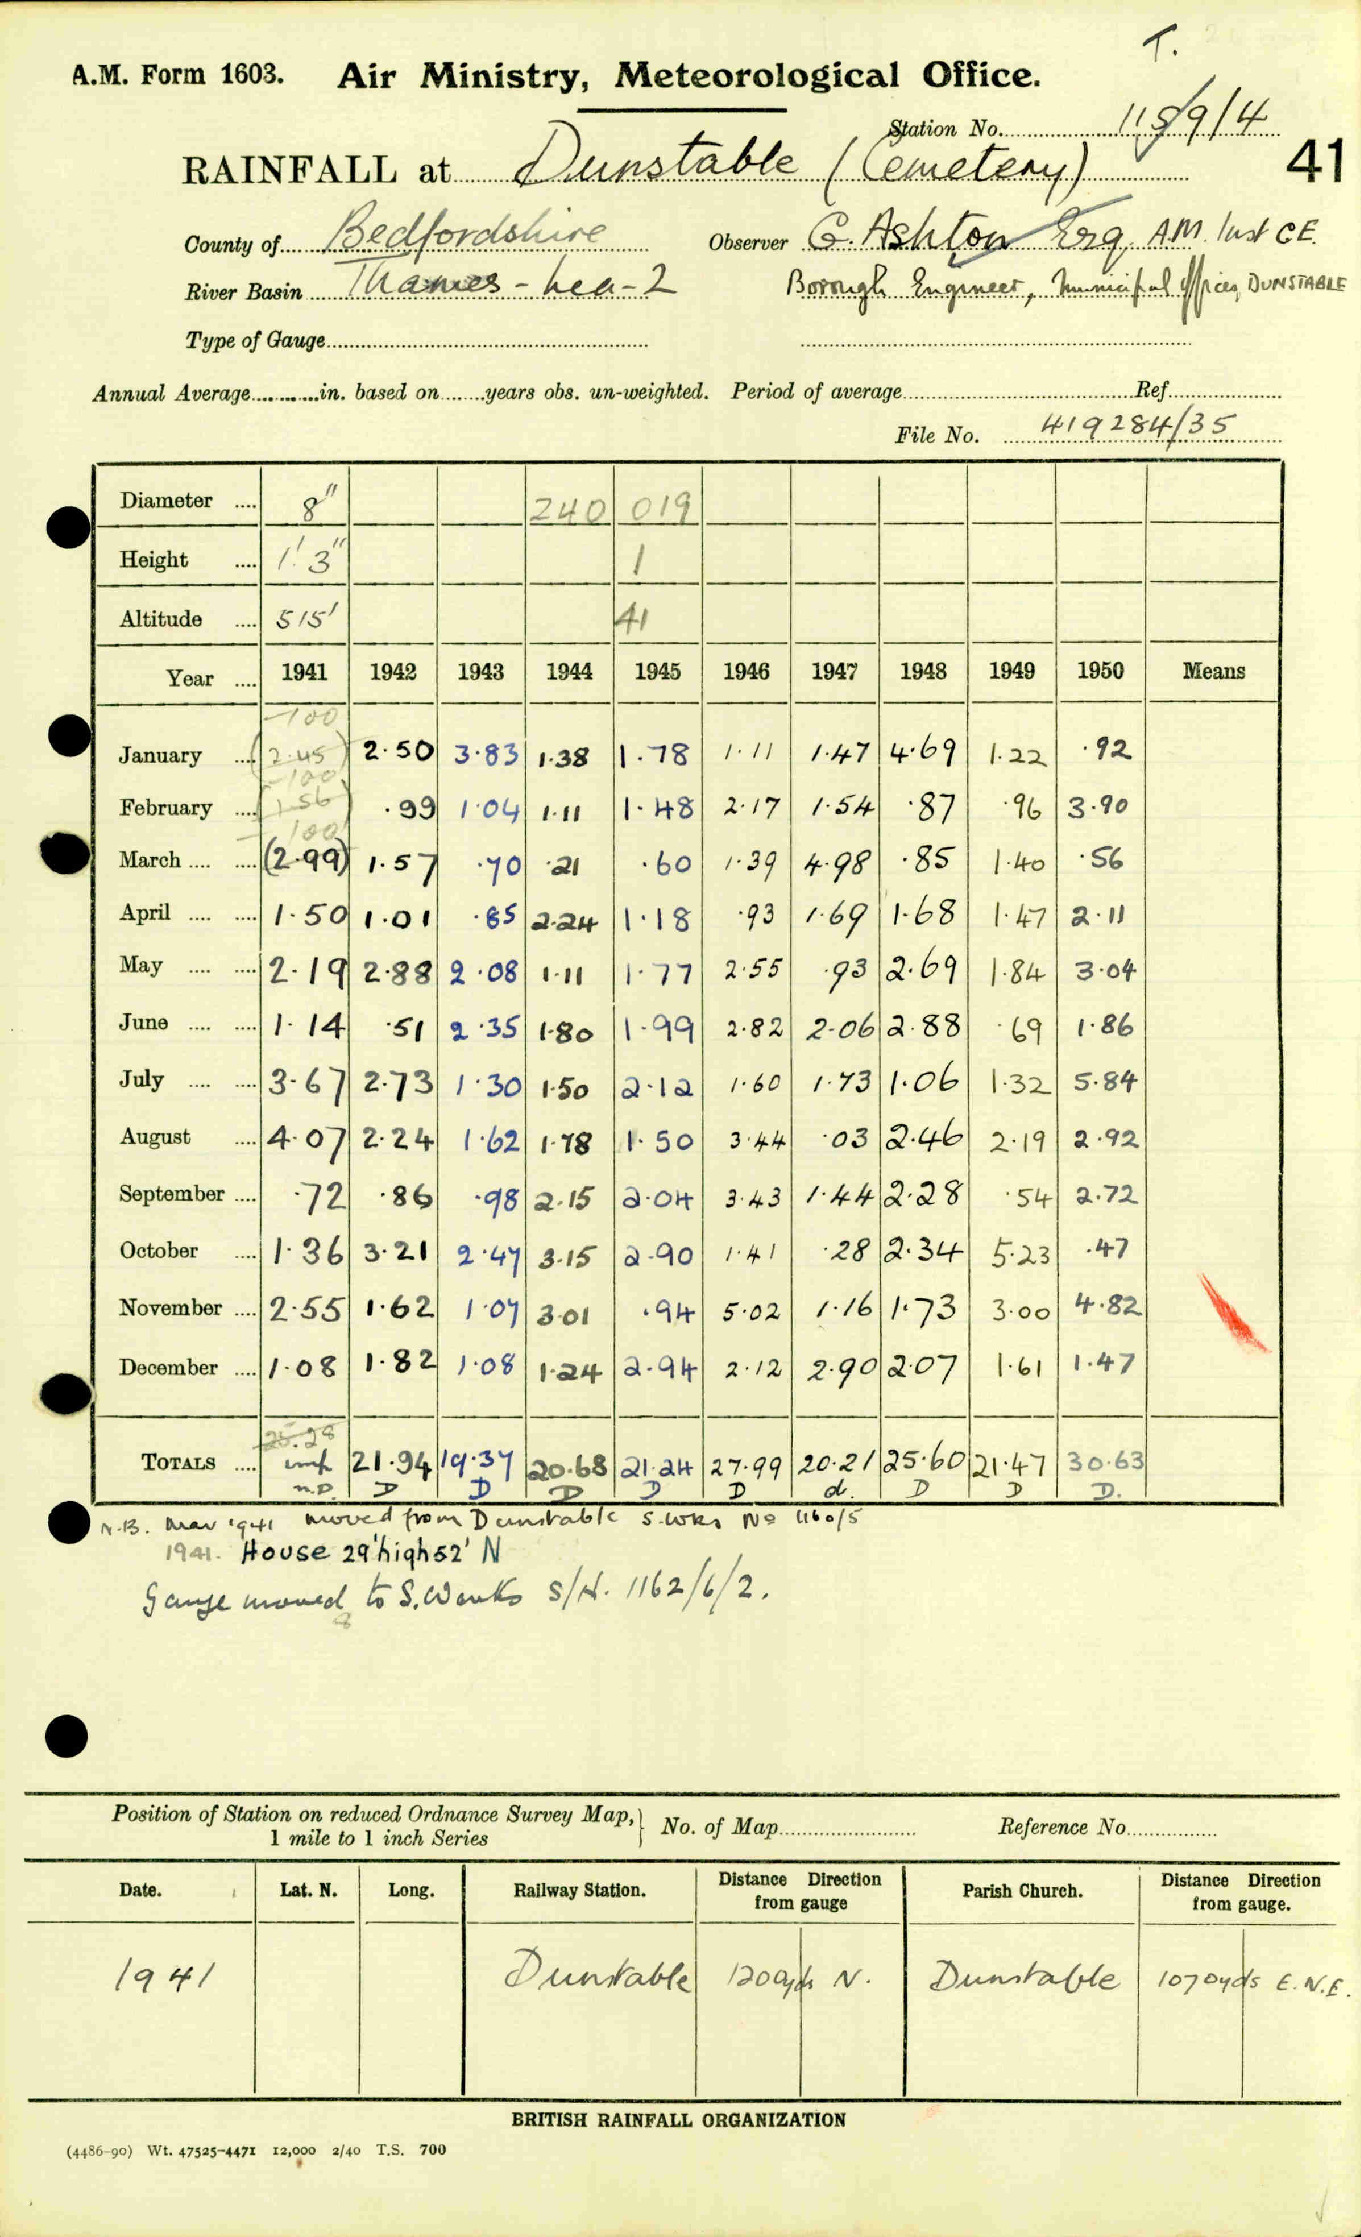 T.
A.M. Form 1603. Air Ministry, Meteorological Office.
Station No. 115/9/4
41
RAINFALL at Dunstable (Cemetery)
County of Bedfordshire Observer G. Ashton Esq A.M. Inst C.E.
River Basin Thames - Lea - 2 Borough Engineer, Municipal Offices, DUNSTABLE
Type of Gauge
Annual Average in. based on years obs. un-weighted. Period of average Ref.
File No. 419284/35
Diameter 8" 240 019
Height 1' 3" 1
Altitude 515' 41
Year 1941 1942 1943 1944 1945 1946 1947 1948 1949 1950 Means
-100
January (2.45) 2.50 3.83 1.38 1.78 1.11 1.47 4.69 1.22 .92
-100
February (1.56) .99 1.04 1.11 1.48 2.17 1.54 .87 .96 3.90
-100
March (2.99) 1.57 .70 .21 .60 1.39 4.98 .85 1.40 .56
April 1.50 1.01 .85 2.24 1.18 .93 1.69 1.68 1.47 2.11
May 2.19 2.88 2.08 1.11 1.77 2.55 .93 2.69 1.84 3.04
June 1.14 .51 2.35 1.80 1.99 2.82 2.06 2.88 .69 1.86
July 3.67 2.73 1.30 1.50 2.12 1.60 1.73 1.06 1.32 5.84
August 4.07 2.24 1.62 1.78 1.50 3.44 .03 2.46 2.19 2.92
September .72 .86 .98 2.15 2.04 3.43 1.44 2.28 .54 2.72
October 1.36 3.21 2.47 3.15 2.90 1.41 .28 2.34 5.23 .47
November 2.55 1.62 1.07 3.01 .94 5.02 1.16 1.73 3.00 4.82
December 1.08 1.82 1.08 1.24 2.94 2.12 2.90 2.07 1.61 1.47
25.28
TOTALS imp 21.94 19.37 20.68 21.24 27.99 20.21 25.60 21.47 30.63
n.D. D D D D D d. D D D.
N.B. Mar 1941 moved from Dunstable S. Wks No 1160/5
1941. House 29' high 52' N
Gauge moved to S. Works S/N. 1162/6/2.
8
Position of Station on reduced Ordnance Survey Map, No. of Map Reference No.
1 mile to 1 inch Series
Date. Lat. N. Long. Railway Station. Distance Direction from gauge Parish Church. Distance Direction from gauge.
1941 Dunstable 1200yds N. Dunstable 1070yds E.N.E.
BRITISH RAINFALL ORGANIZATION
(4486-90) Wt. 47525-4471 12,000 2/40 T.S. 700